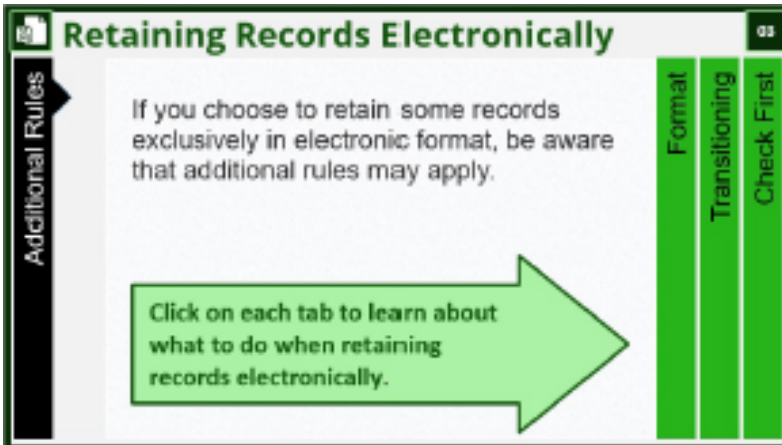 Retaining Records Electronically
Additional Rules
If you choose to retain some records
exclusively in electronic format, be aware
that additional rules may apply.
Click on each tab to learn about
what to do when retaining
records electronically.
Format
Transitioning
Check First